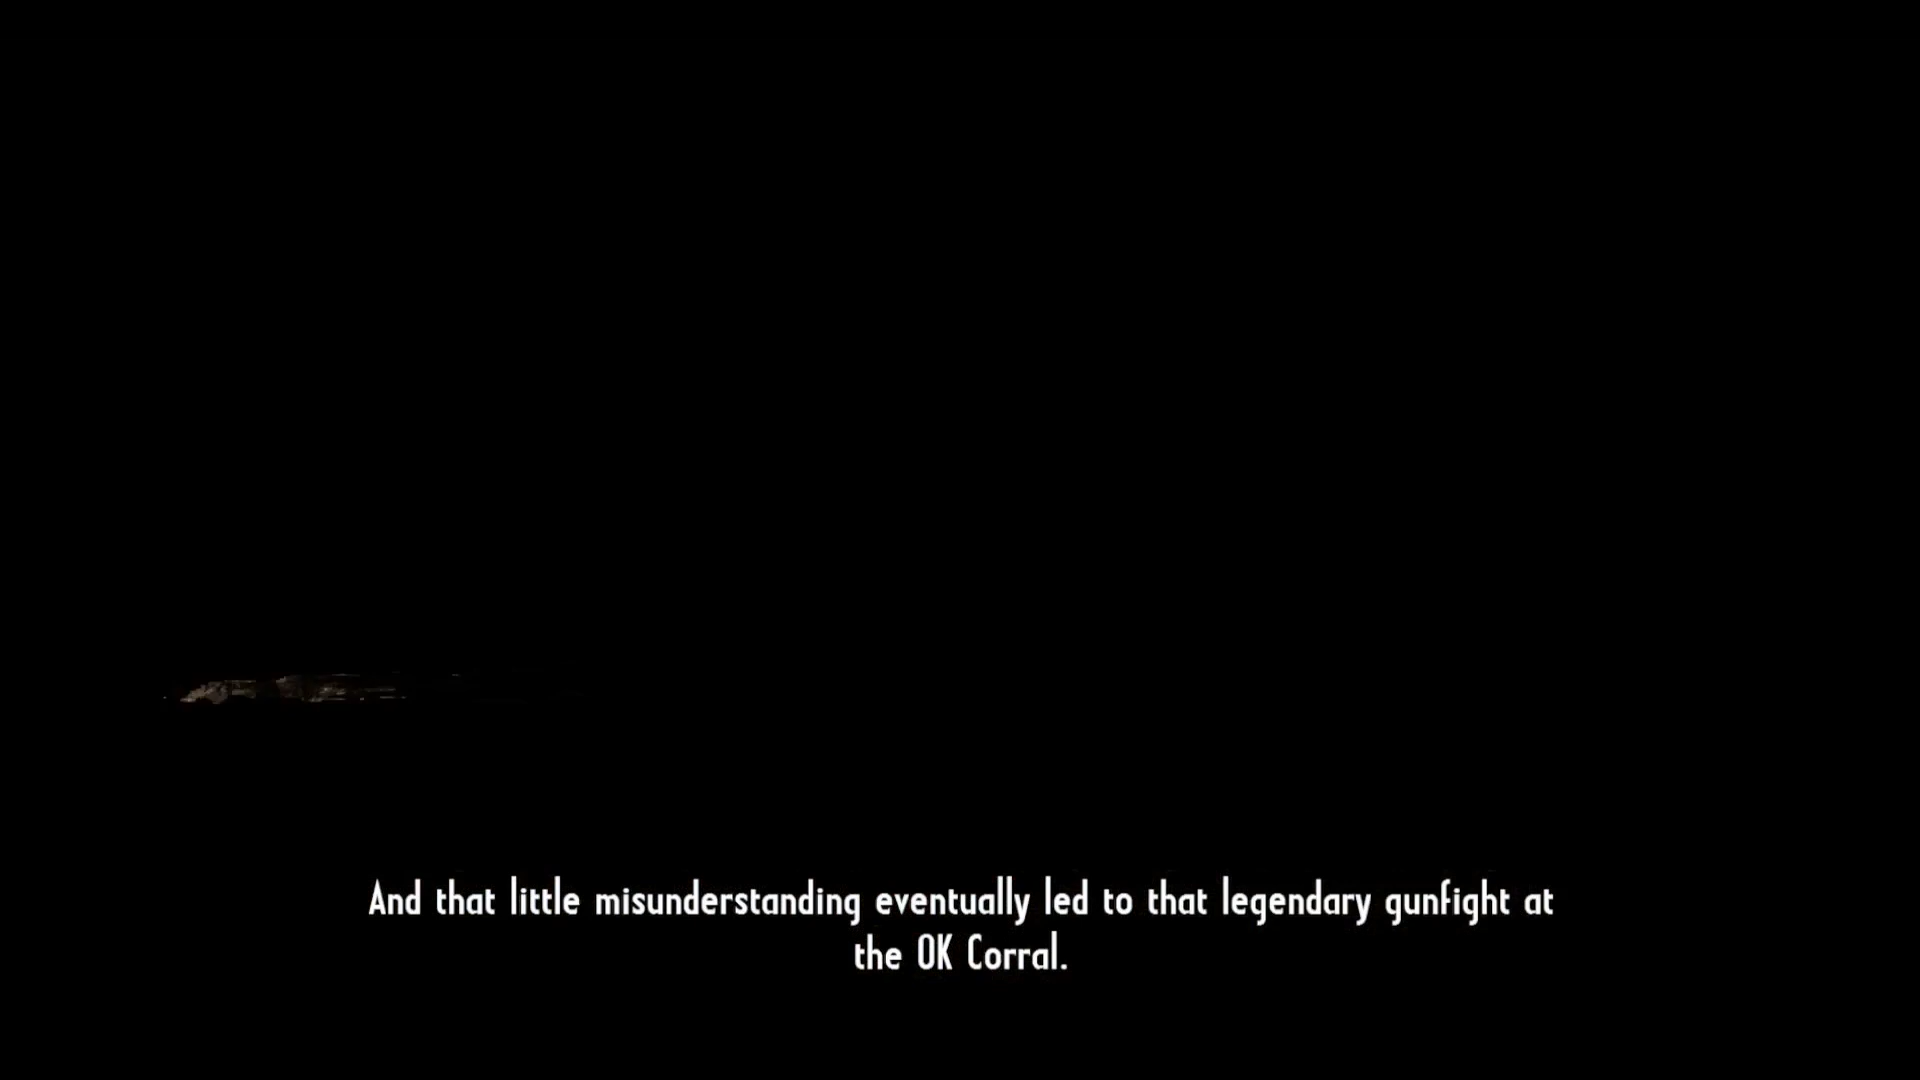 And that little misunderstanding eventually led to that legendary gunfight at
the OK Corral.